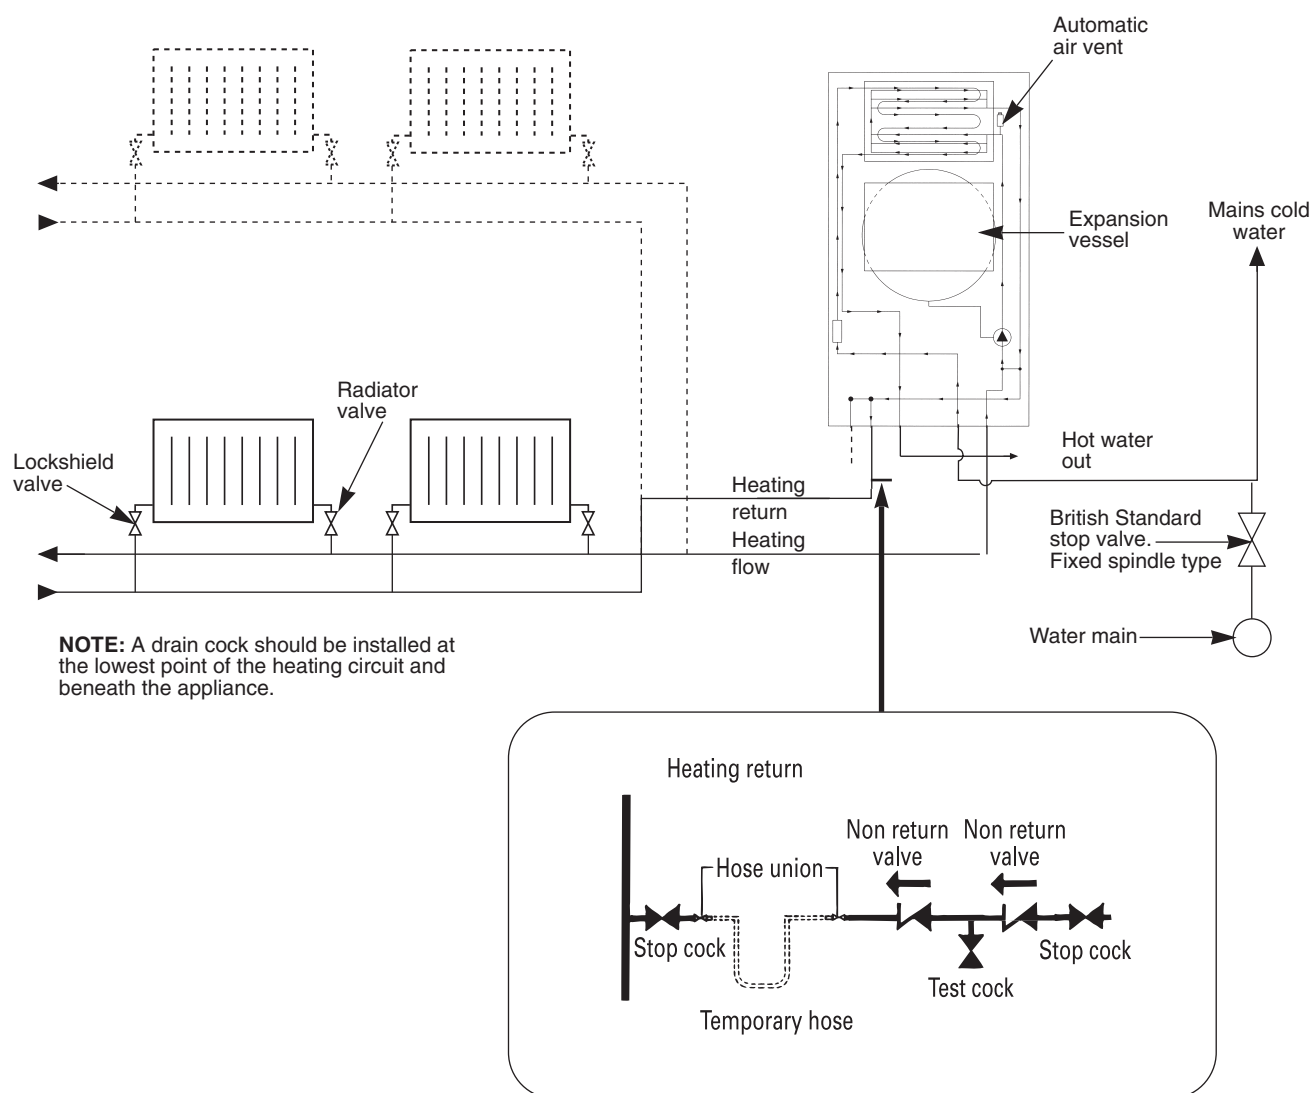 Automatic
air vent
Expansion
vessel
Mains cold
water
Radiator
valve
Lockshield
valve
Hot water
out
Heating
return
Heating
flow
British Standard
stop valve.
Fixed spindle type
Water main
NOTE: A drain cock should be installed at
the lowest point of the heating circuit and
beneath the appliance.
Heating return
Non return
valve
Non return
valve
Hose union
Stop cock
Stop cock
Test cock
Temporary hose